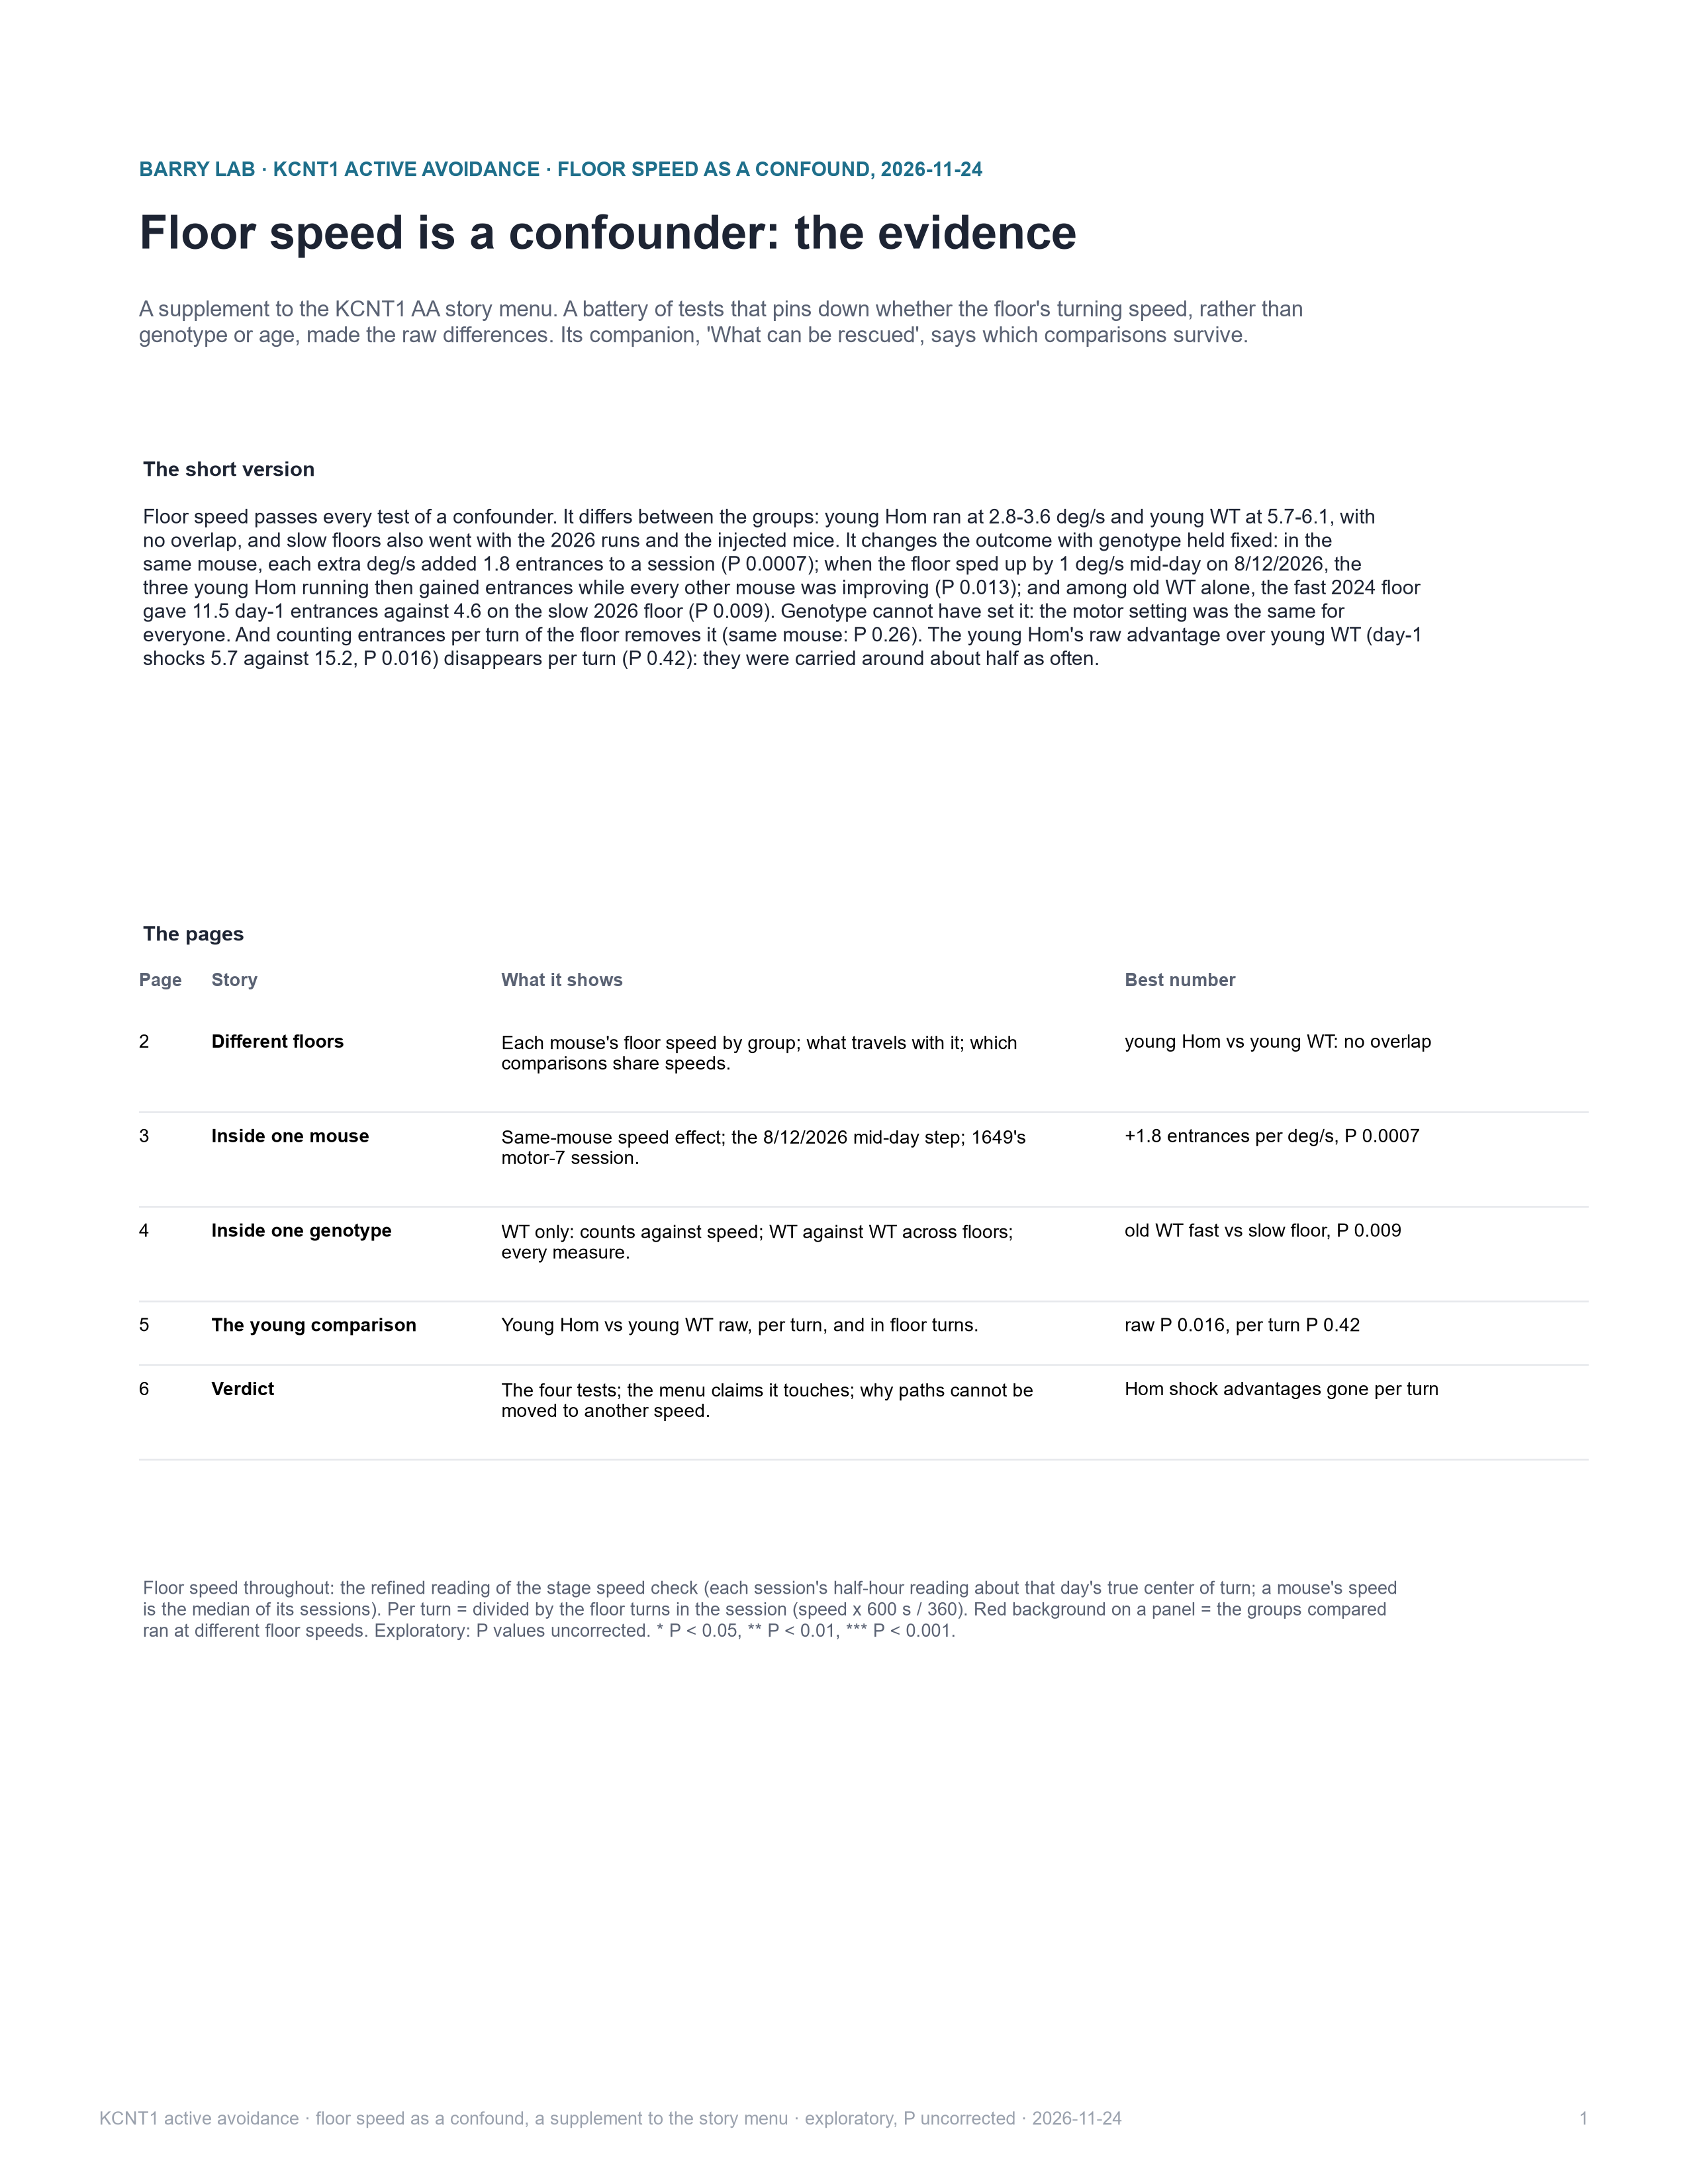 BARRY LAB · KCNT1 ACTIVE AVOIDANCE · FLOOR SPEED AS A CONFOUND, 2026-11-24
Floor speed is a confounder: the evidence
A supplement to the KCNT1 AA story menu. A battery of tests that pins down whether the floor's turning speed, rather than
genotype or age, made the raw differences. Its companion, 'What can be rescued', says which comparisons survive.
The short version
Floor speed passes every test of a confounder. It differs between the groups: young Hom ran at 2.8-3.6 deg/s and young WT at 5.7-6.1, with
no overlap, and slow floors also went with the 2026 runs and the injected mice. It changes the outcome with genotype held fixed: in the
same mouse, each extra deg/s added 1.8 entrances to a session (P 0.0007); when the floor sped up by 1 deg/s mid-day on 8/12/2026, the
three young Hom running then gained entrances while every other mouse was improving (P 0.013); and among old WT alone, the fast 2024 floor
gave 11.5 day-1 entrances against 4.6 on the slow 2026 floor (P 0.009). Genotype cannot have set it: the motor setting was the same for
everyone. And counting entrances per turn of the floor removes it (same mouse: P 0.26). The young Hom's raw advantage over young WT (day-1
shocks 5.7 against 15.2, P 0.016) disappears per turn (P 0.42): they were carried around about half as often.
The pages
Page Story What it shows Best number
2 Different floors Each mouse's floor speed by group; what travels with it; which young Hom vs young WT: no overlap
comparisons share speeds.
3 Inside one mouse Same-mouse speed effect; the 8/12/2026 mid-day step; 1649's +1.8 entrances per deg/s, P 0.0007
motor-7 session.
4 Inside one genotype WT only: counts against speed; WT against WT across floors; old WT fast vs slow floor, P 0.009
every measure.
5 The young comparison Young Hom vs young WT raw, per turn, and in floor turns. raw P 0.016, per turn P 0.42
6 Verdict The four tests; the menu claims it touches; why paths cannot be Hom shock advantages gone per turn
moved to another speed.
Floor speed throughout: the refined reading of the stage speed check (each session's half-hour reading about that day's true center of turn; a mouse's speed
is the median of its sessions). Per turn = divided by the floor turns in the session (speed x 600 s / 360). Red background on a panel = the groups compared
ran at different floor speeds. Exploratory: P values uncorrected. * P < 0.05, ** P < 0.01, *** P < 0.001.
KCNT1 active avoidance · floor speed as a confound, a supplement to the story menu · exploratory, P uncorrected · 2026-11-24 1